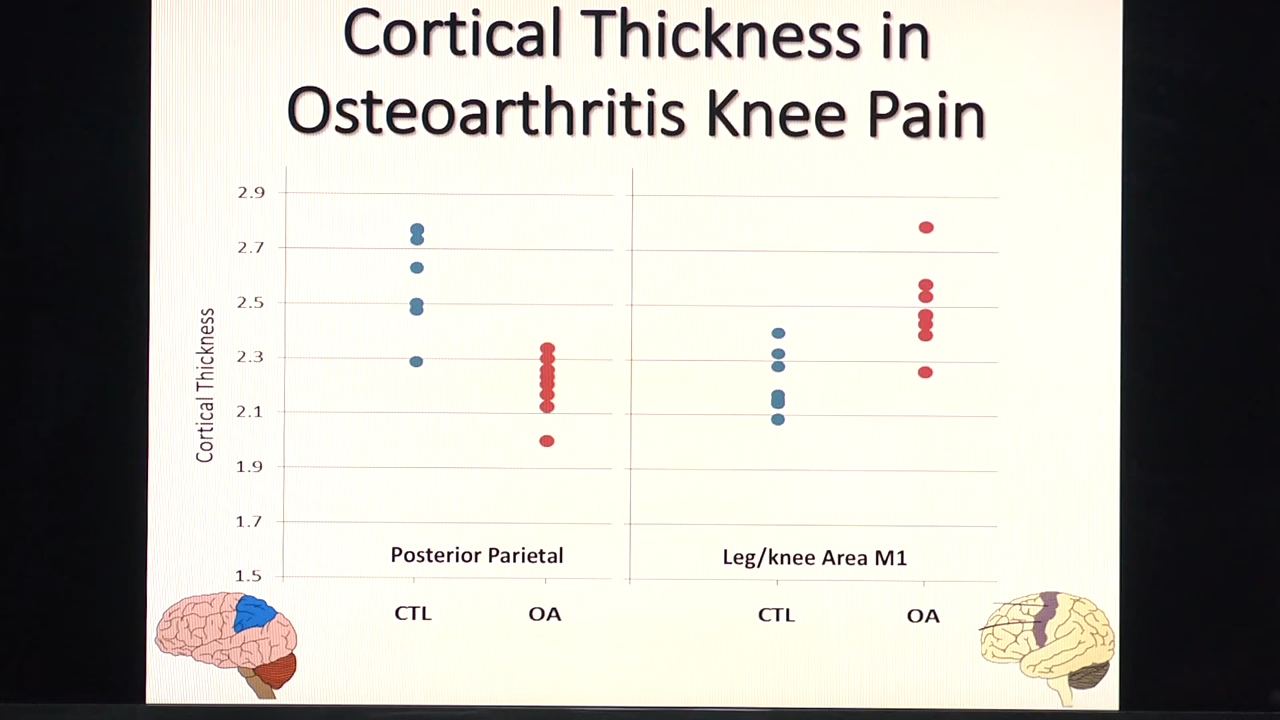 Cortical Thickness in
Osteoarthritis Knee Pain
Cortical Thickness
2.9
2.7
2.5
2.3
2.1
1.9
1.7
1.5
Posterior Parietal
Leg/knee Area M1
CTL
OA
CTL
OA